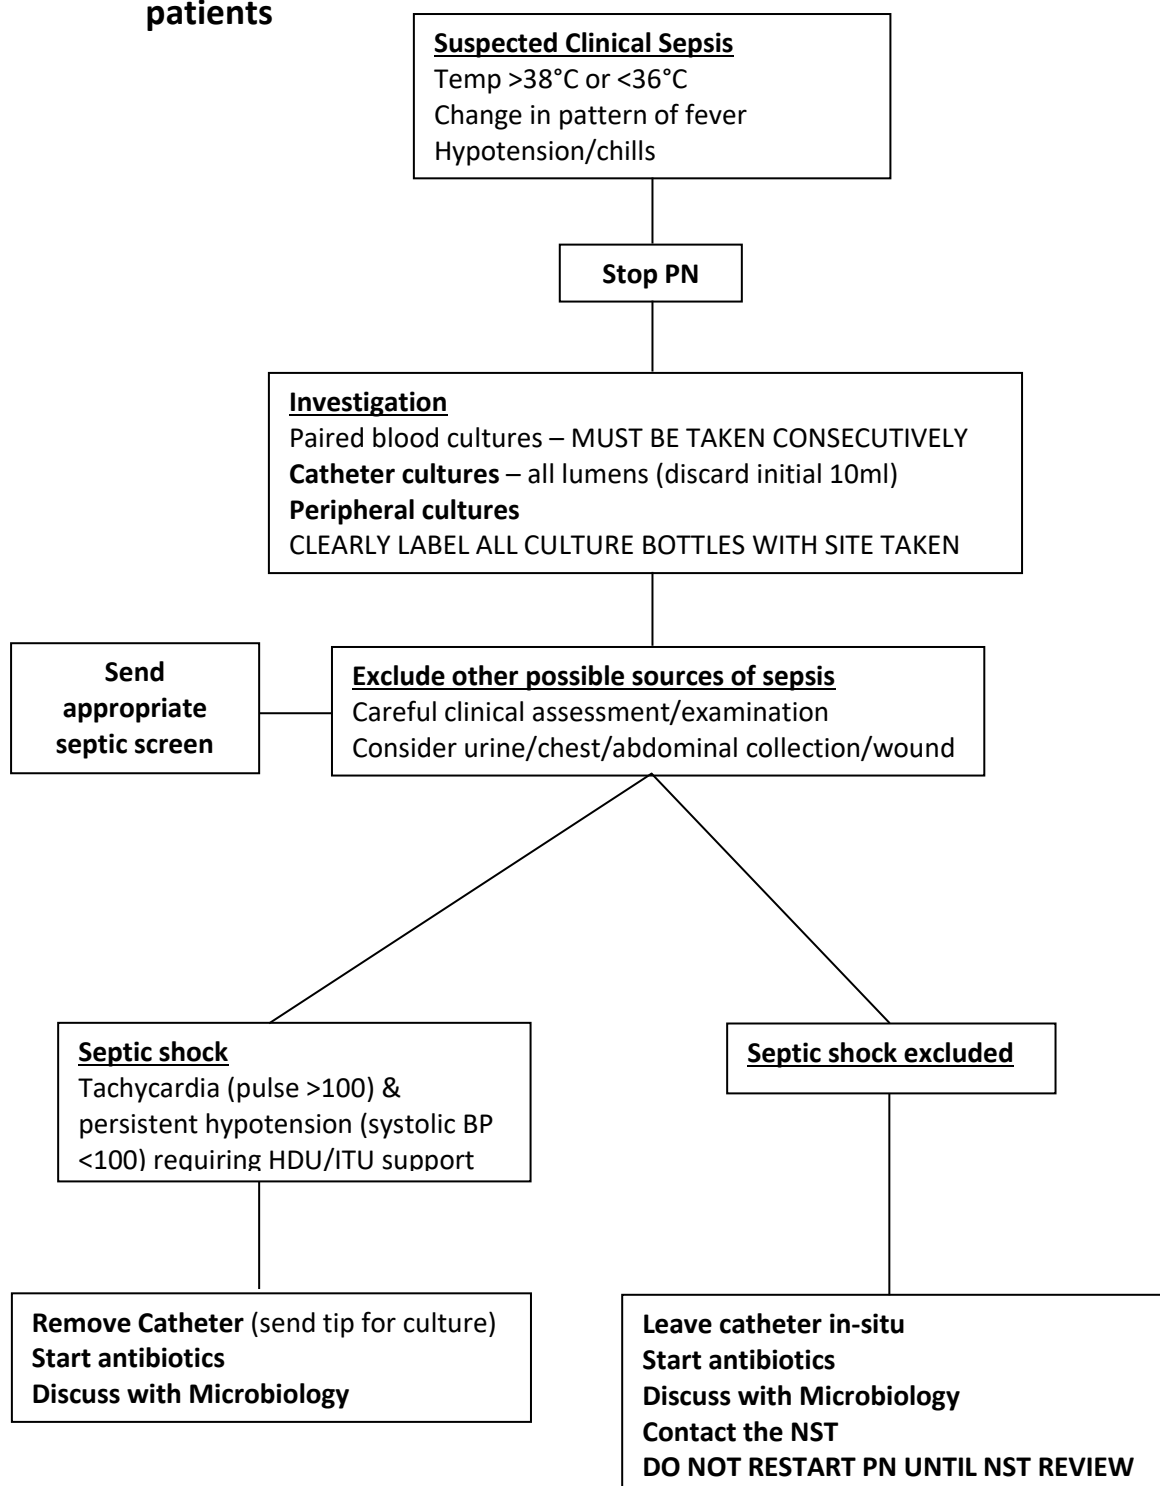 patients
Suspected Clinical Sepsis
Temp >38°C or <36°C
Change in pattern of fever
Hypotension/chills
Stop PN
Investigation
Paired blood cultures – MUST BE TAKEN CONSECUTIVELY
Catheter cultures – all lumens (discard initial 10ml)
Peripheral cultures
CLEARLY LABEL ALL CULTURE BOTTLES WITH SITE TAKEN
Send
appropriate
septic screen
Exclude other possible sources of sepsis
Careful clinical assessment/examination
Consider urine/chest/abdominal collection/wound
Septic shock
Tachycardia (pulse >100) &
persistent hypotension (systolic BP
<100) requiring HDU/ITU support
Septic shock excluded
Remove Catheter (send tip for culture)
Start antibiotics
Discuss with Microbiology
Leave catheter in-situ
Start antibiotics
Discuss with Microbiology
Contact the NST
DO NOT RESTART PN UNTIL NST REVIEW